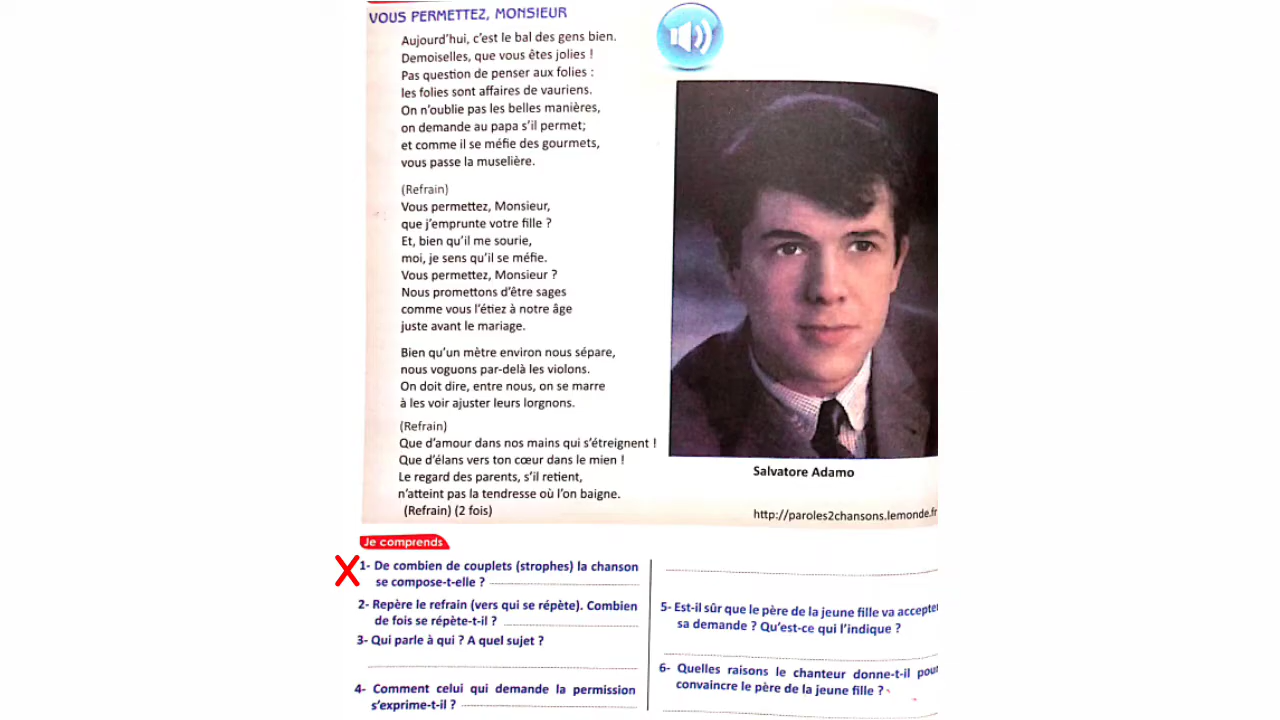 VOUS PERMETTEZ, MONSIEUR
Aujourd'hui, c'est le bal des gens bien.
Demoiselles, que vous êtes jolies !
Pas question de penser aux folies :
les folies sont affaires de vauriens.
On n'oublie pas les belles manières,
on demande au papa s'il permet;
et comme il se méfie des gourmets,
vous passe la muselière.
(Refrain)
Vous permettez, Monsieur,
que j'emprunte votre fille ?
Et, bien qu'il me sourie,
moi, je sens qu'il se méfie.
Vous permettez, Monsieur ?
Nous promettons d'être sages
comme vous l'étiez à notre âge
juste avant le mariage.
Bien qu'un mètre environ nous sépare,
nous voguons par-delà les violons.
On doit dire, entre nous, on se marre
à les voir ajuster leurs lorgnons.
(Refrain)
Que d'amour dans nos mains qui s'étreignent !
Que d'élans vers ton cœur dans le mien !
Le regard des parents, s'il retient,
n'atteint pas la tendresse où l'on baigne.
(Refrain) (2 fois)
Salvatore Adamo
http://paroles2chansons.lemonde.fr
Je comprends
X 1- De combien de couplets (strophes) la chanson
se compose-t-elle ?
2- Repère le refrain (vers qui se répète). Combien
de fois se répète-t-il ?
3- Qui parle à qui ? A quel sujet ?
4- Comment celui qui demande la permission
s'exprime-t-il ?
5- Est-il sûr que le père de la jeune fille va accepter
sa demande ? Qu'est-ce qui l'indique ?
6- Quelles raisons le chanteur donne-t-il pour
convaincre le père de la jeune fille ?